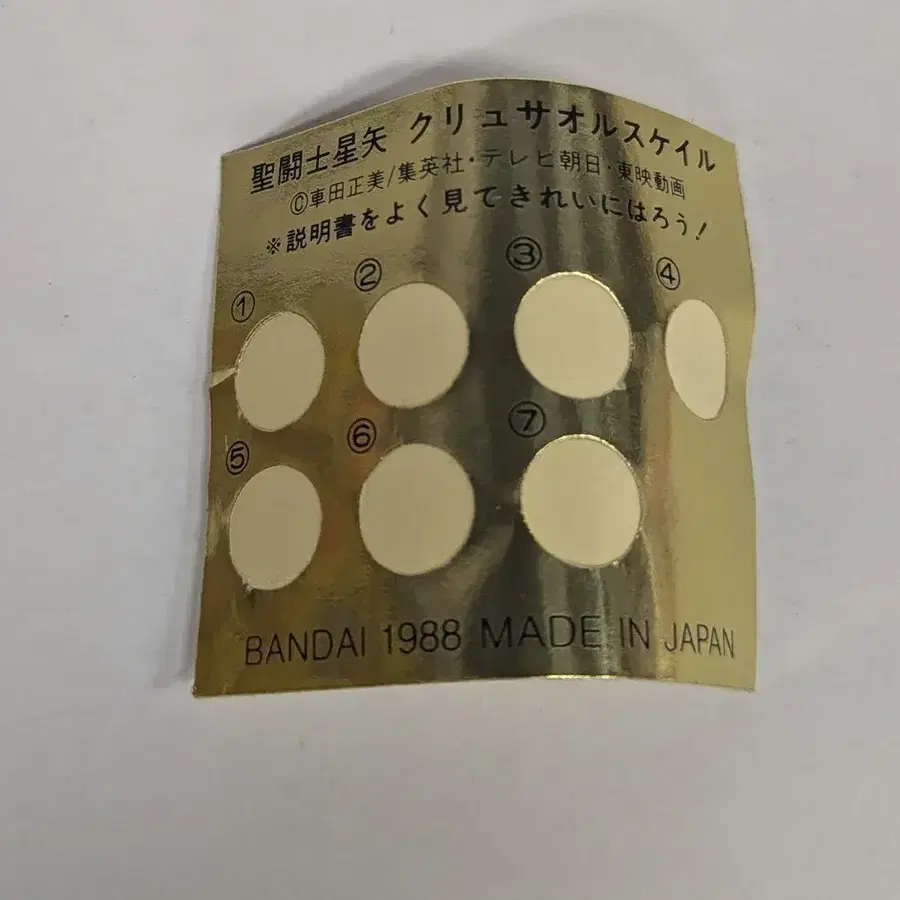 聖闘士星矢 クリュサオルスケイル
©車田正美/集英社・テレビ朝日・東映動画
※説明書をよく見てきれいにはろう!
① ② ③ ④
⑤ ⑥ ⑦
BANDAI 1988 MADE IN JAPAN